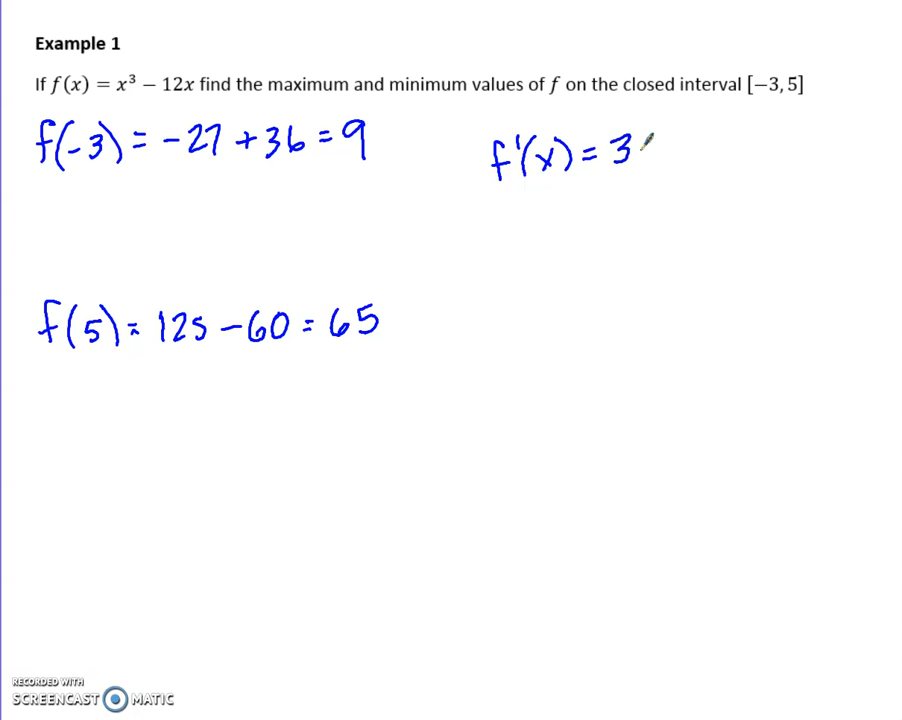 Example 1
If f(x) = x³ − 12x find the maximum and minimum values of f on the closed interval [−3, 5]
f(-3) = -27 + 36 = 9
f'(x) = 3
f(5) = 125 - 60 = 65
RECORDED WITH
SCREENCAST MATIC